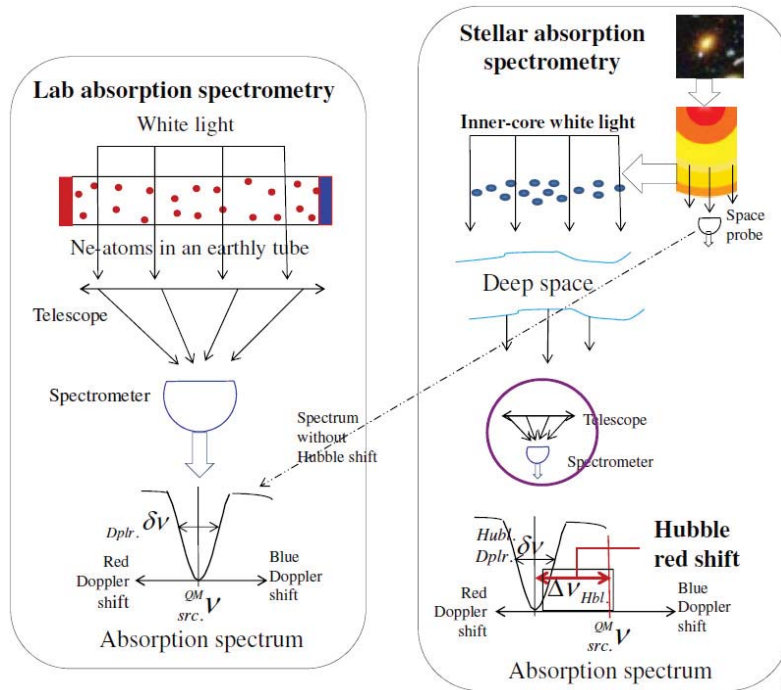 Lab absorption spectrometry
White light
Ne-atoms in an earthly tube
Telescope
Spectrometer
Spectrum
without
Hubble shift
Dplr. δν
Red
Doppler
shift
Blue
Doppler
shift
QM
src. ν
Absorption spectrum
Stellar absorption
spectrometry
Inner-core white light
Space
probe
Deep space
Telescope
Spectrometer
Hubl.
Dplr. δν
Hubble
red shift
Δν Hbl.
Red
Doppler
shift
Blue
Doppler
shift
QM
src. ν
Absorption spectrum